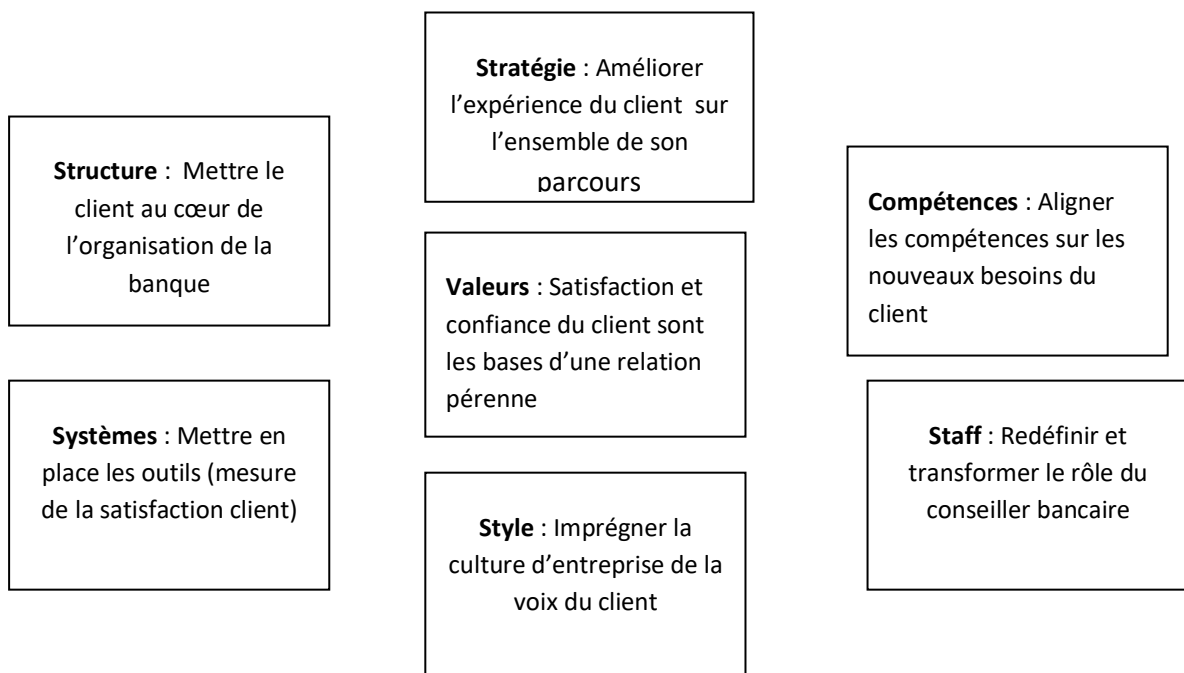 Stratégie : Améliorer
l’expérience du client sur
l’ensemble de son
parcours
Structure : Mettre le
client au cœur de
l’organisation de la
banque
Compétences : Aligner
les compétences sur les
nouveaux besoins du
client
Valeurs : Satisfaction et
confiance du client sont
les bases d’une relation
pérenne
Systèmes : Mettre en
place les outils (mesure
de la satisfaction client)
Staff : Redéfinir et
transformer le rôle du
conseiller bancaire
Style : Imprégner la
culture d’entreprise de la
voix du client